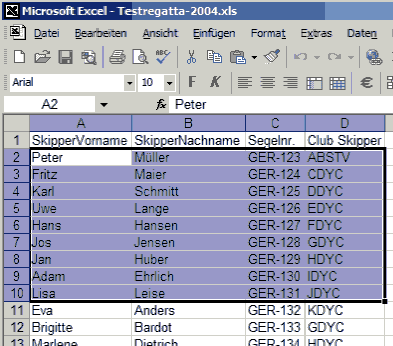 Microsoft Excel - Testregatta-2004.xls
Datei Bearbeiten Ansicht Einfügen Format Extras Daten
Arial 10 F K U €
A2 fx Peter
A B C D
1 SkipperVorname SkipperNachname Segelnr. Club Skipper
2 Peter Müller GER-123 ABSTV
3 Fritz Maier GER-124 CDYC
4 Karl Schmitt GER-125 DDYC
5 Uwe Lange GER-126 EDYC
6 Hans Hansen GER-127 FDYC
7 Jos Jensen GER-128 GDYC
8 Jan Huber GER-129 HDYC
9 Adam Ehrlich GER-130 IDYC
10 Lisa Leise GER-131 JDYC
11 Eva Anders GER-132 KDYC
12 Brigitte Bardot GER-133 GDYC
13 Marlene Dietrich GER-134 HDYC